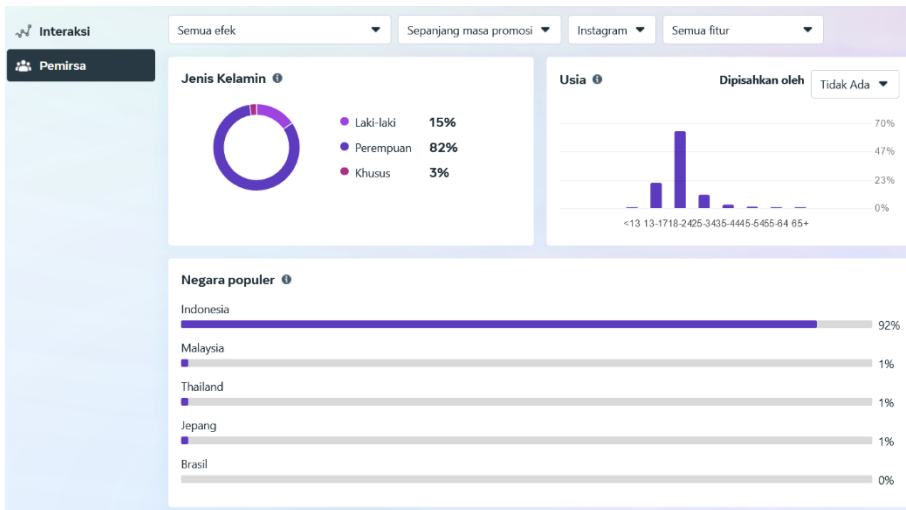 Interaksi
Pemirsa
Semua efek
Sepanjang masa promosi
Instagram
Semua fitur
Jenis Kelamin
Laki-laki 15%
Perempuan 82%
Khusus 3%
Usia
Dipisahkan oleh
Tidak Ada
70%
47%
23%
0%
<13 13-1718-2425-3435-4445-5455-64 65+
Negara populer
Indonesia
92%
Malaysia
1%
Thailand
1%
Jepang
1%
Brasil
0%